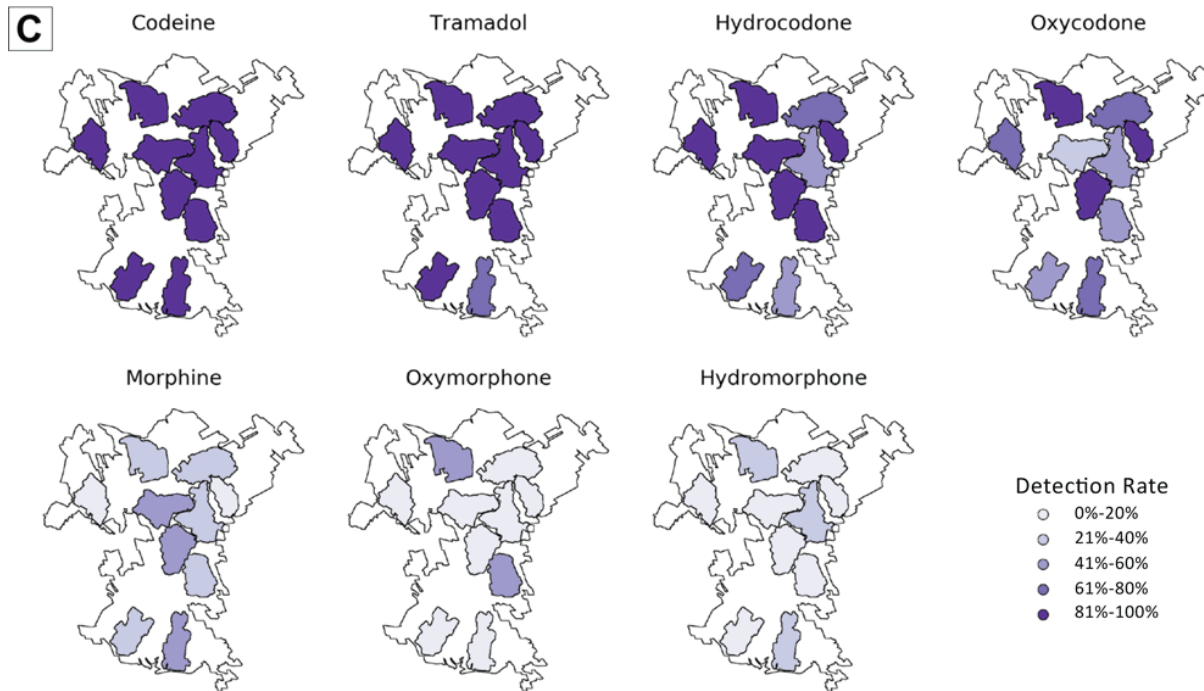 C
Codeine
Tramadol
Hydrocodone
Oxycodone
Morphine
Oxymorphone
Hydromorphone
Detection Rate
0%-20%
21%-40%
41%-60%
61%-80%
81%-100%